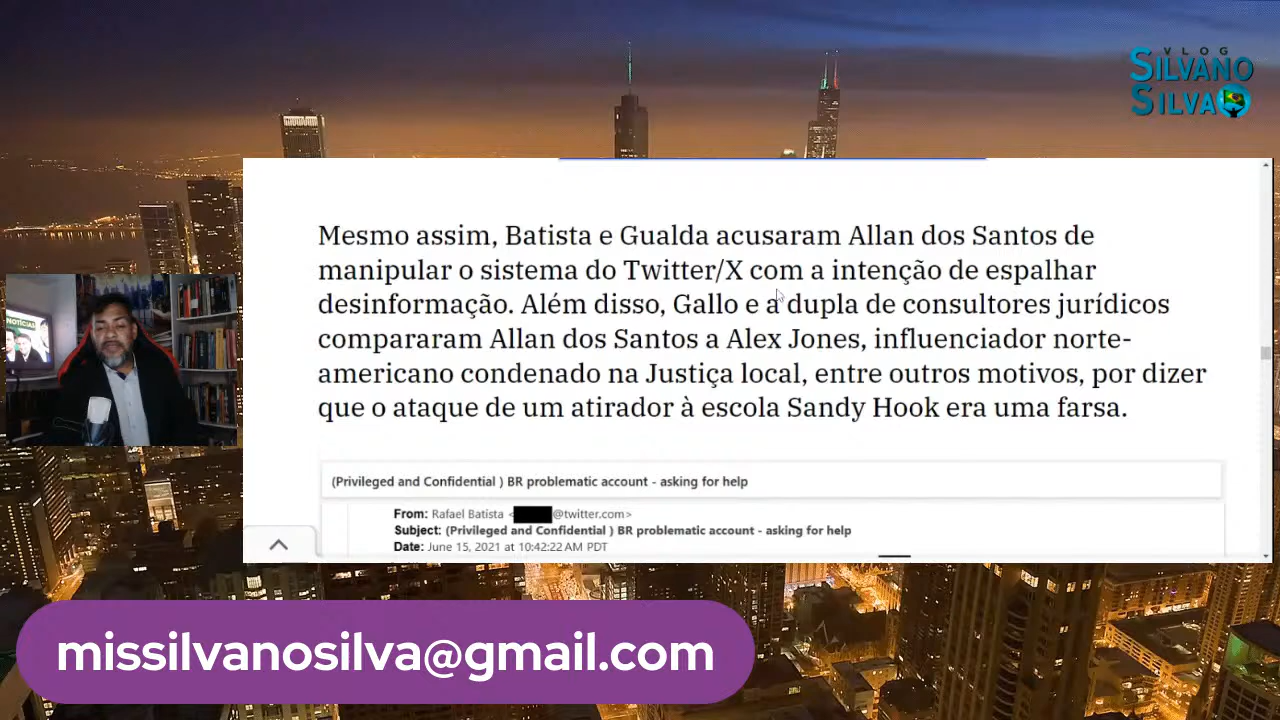 VLOG
SILVANO
SILVA
NOTÍCIAS
Mesmo assim, Batista e Gualda acusaram Allan dos Santos de
manipular o sistema do Twitter/X com a intenção de espalhar
desinformação. Além disso, Gallo e a dupla de consultores jurídicos
compararam Allan dos Santos a Alex Jones, influenciador norte-
americano condenado na Justiça local, entre outros motivos, por dizer
que o ataque de um atirador à escola Sandy Hook era uma farsa.
(Privileged and Confidential ) BR problematic account - asking for help
From: Rafael Batista < @twitter.com>
Subject: (Privileged and Confidential ) BR problematic account - asking for help
Date: June 15, 2021 at 10:42:22 AM PDT
missilvanosilva@gmail.com